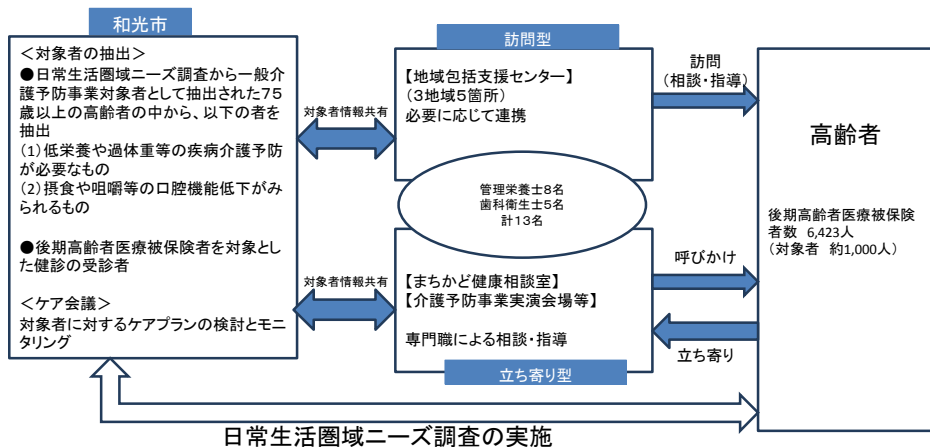 和光市
＜対象者の抽出＞
●日常生活圏域ニーズ調査から一般介
護予防事業対象者として抽出された75
歳以上の高齢者の中から、以下の者を
抽出
(1)低栄養や過体重等の疾病介護予防
が必要なもの
(2)摂食や咀嚼等の口腔機能低下がみ
られるもの
●後期高齢者医療被保険者を対象とし
た健診の受診者
＜ケア会議＞
対象者に対するケアプランの検討とモニ
タリング
対象者情報共有
対象者情報共有
訪問型
【地域包括支援センター】
(3地域5箇所)
必要に応じて連携
管理栄養士8名
歯科衛生士5名
計13名
【まちかど健康相談室】
【介護予防事業実演会場等】
専門職による相談・指導
立ち寄り型
訪問
(相談・指導)
呼びかけ
立ち寄り
高齢者
後期高齢者医療被保険
者数 6,423人
(対象者 約1,000人)
日常生活圏域ニーズ調査の実施